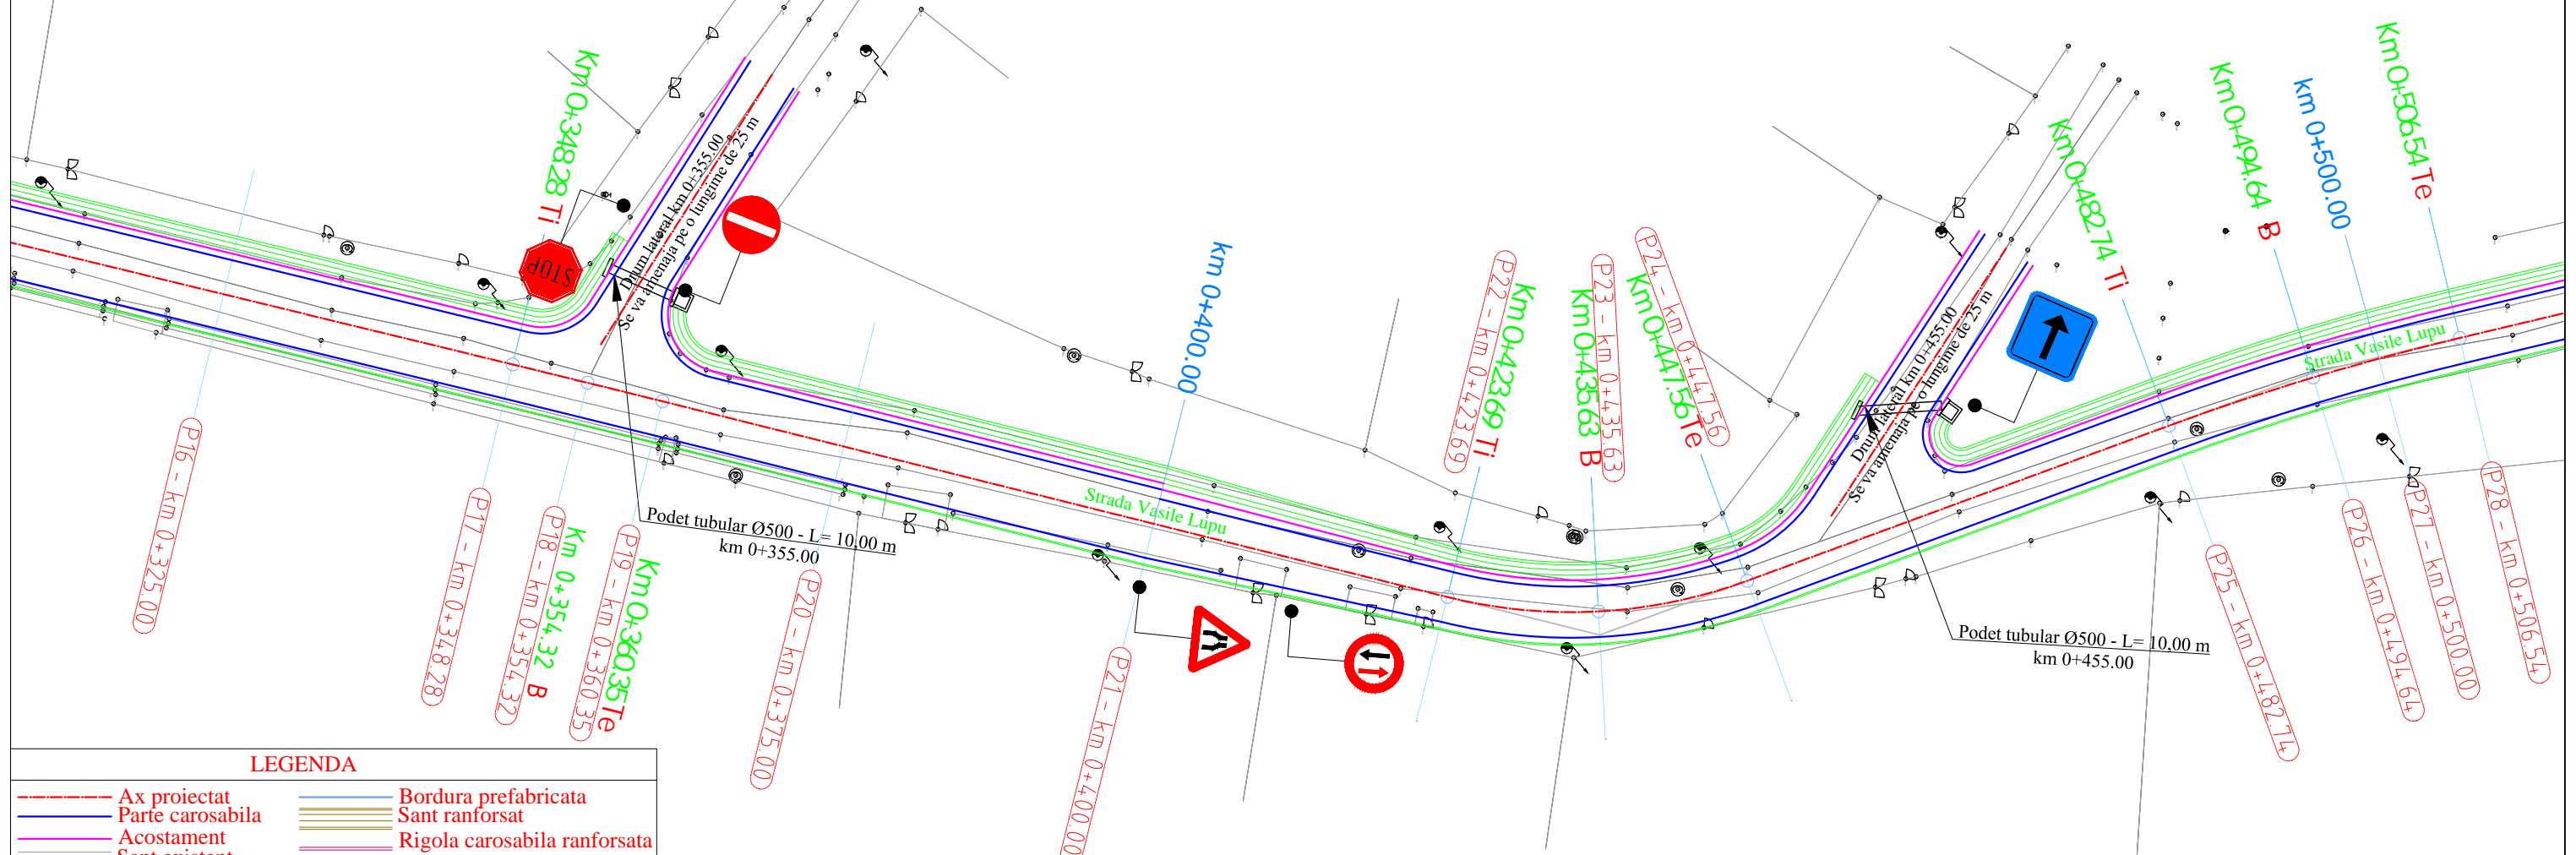 Km 0+348.28 Ti
STOP
Drum lateral km 0+355.00
Se va amenaja pe o lungime de 25 m
km 0+400.00
P22 - km 0+423.69
Km 0+423.69 Ti
Km 0+435.63 B
P23 - km 0+435.63
Km 0+447.56 Te
P24 - km 0+447.56
Drum lateral km 0+455.00
Se va amenaja pe o lungime de 25 m
Km 0+482.74 Ti
Km 0+494.64 B
km 0+500.00
Km 0+506.54 Te
Strada Vasile Lupu
Strada Vasile Lupu
P16 - km 0+325.00
P17 - km 0+348.28
P18 - km 0+354.32
Km 0+354.32 B
P19 - km 0+360.35
Km 0+360.35 Te
Podet tubular Ø500 - L= 10,00 m
km 0+355.00
P20 - km 0+375.00
P21 - km 0+400.00
Podet tubular Ø500 - L= 10,00 m
km 0+455.00
P25 - km 0+482.74
P26 - km 0+494.64
P27 - km 0+500.00
P28 - km 0+506.54
LEGENDA
Ax proiectat
Bordura prefabricata
Parte carosabila
Sant ranforsat
Acostament
Rigola carosabila ranforsata